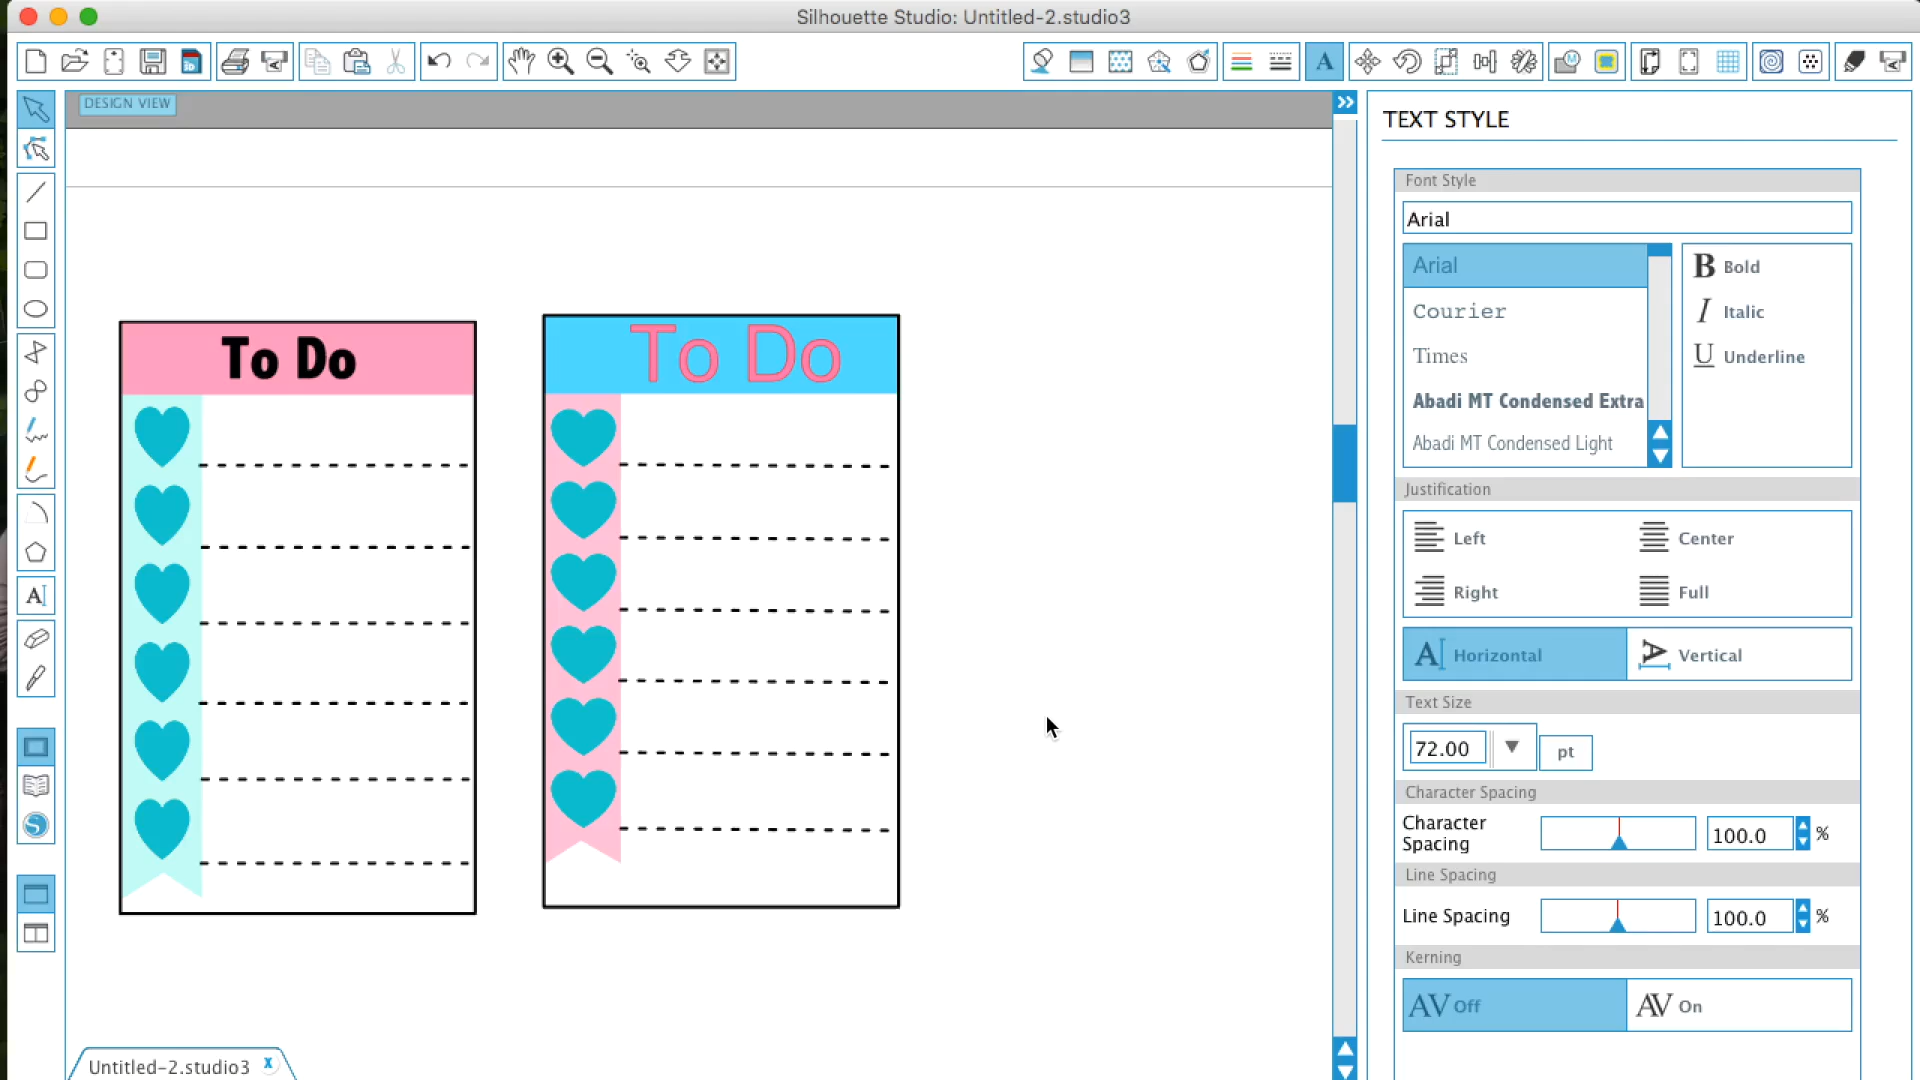 Silhouette Studio: Untitled-2.studio3
DESIGN VIEW
To Do
To Do
Untitled-2.studio3 x
TEXT STYLE
Font Style
Arial
Arial
Courier
Times
Abadi MT Condensed Extra
Abadi MT Condensed Light
B Bold
I Italic
U Underline
Justification
Left
Center
Right
Full
Horizontal
Vertical
Text Size
72.00
pt
Character Spacing
Character
Spacing
100.0
%
Line Spacing
Line Spacing
100.0
%
Kerning
AV Off
AV On